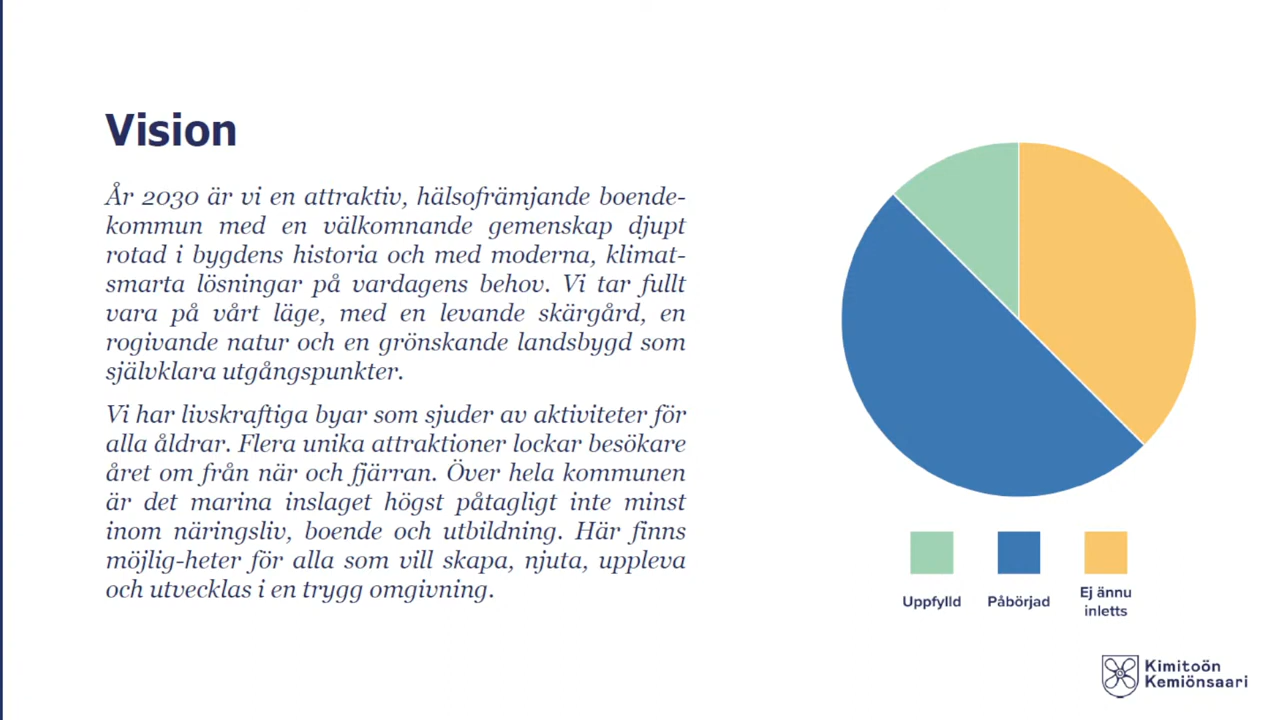 Vision
År 2030 är vi en attraktiv, hälsofrämjande boende-
kommun med en välkomnande gemenskap djupt
rotad i bygdens historia och med moderna, klimat-
smarta lösningar på vardagens behov. Vi tar fullt
vara på vårt läge, med en levande skärgård, en
rogivande natur och en grönskande landsbygd som
självklara utgångspunkter.
Vi har livskraftiga byar som sjuder av aktiviteter för
alla åldrar. Flera unika attraktioner lockar besökare
året om från när och fjärran. Över hela kommunen
är det marina inslaget högst påtagligt inte minst
inom näringsliv, boende och utbildning. Här finns
möjlig-heter för alla som vill skapa, njuta, uppleva
och utvecklas i en trygg omgivning.
Uppfylld
Påbörjad
Ej ännu
inletts
Kimitoön
Kemiönsaari